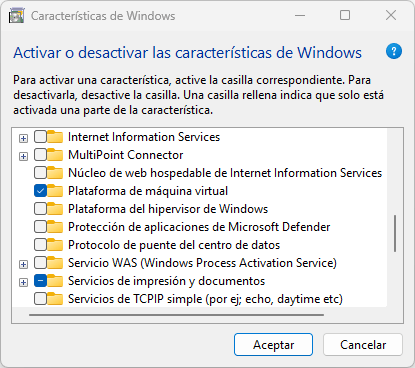 Características de Windows
Activar o desactivar las características de Windows
?
Para activar una característica, active la casilla correspondiente. Para
desactivarla, desactive la casilla. Una casilla rellena indica que solo está
activada una parte de la característica.
Internet Information Services
MultiPoint Connector
Núcleo de web hospedable de Internet Information Services
Plataforma de máquina virtual
Plataforma del hipervisor de Windows
Protección de aplicaciones de Microsoft Defender
Protocolo de puente del centro de datos
Servicio WAS (Windows Process Activation Service)
Servicios de impresión y documentos
Servicios de TCPIP simple (por ej; echo, daytime etc)
Aceptar
Cancelar